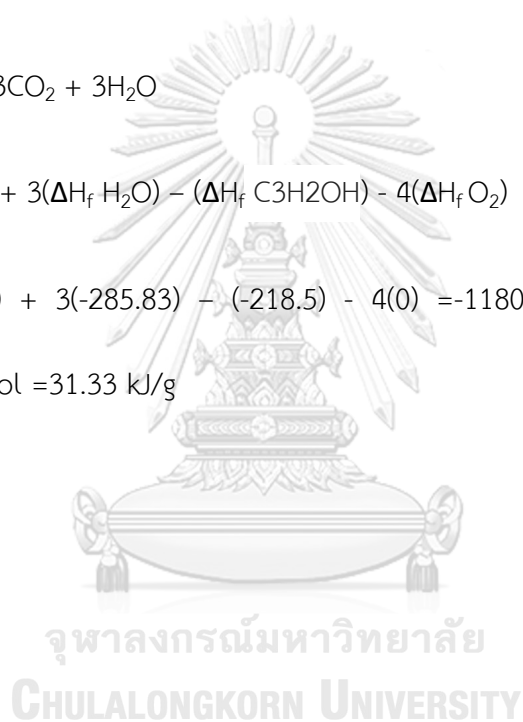 3CO₂ + 3H₂O
+ 3(ΔH_f H₂O) – (ΔH_f C3H2OH) - 4(ΔH_f O₂)
) + 3(-285.83) – (-218.5) - 4(0) =-1180
ol =31.33 kJ/g
จุฬาลงกรณ์มหาวิทยาลัย
CHULALONGKORN UNIVERSITY